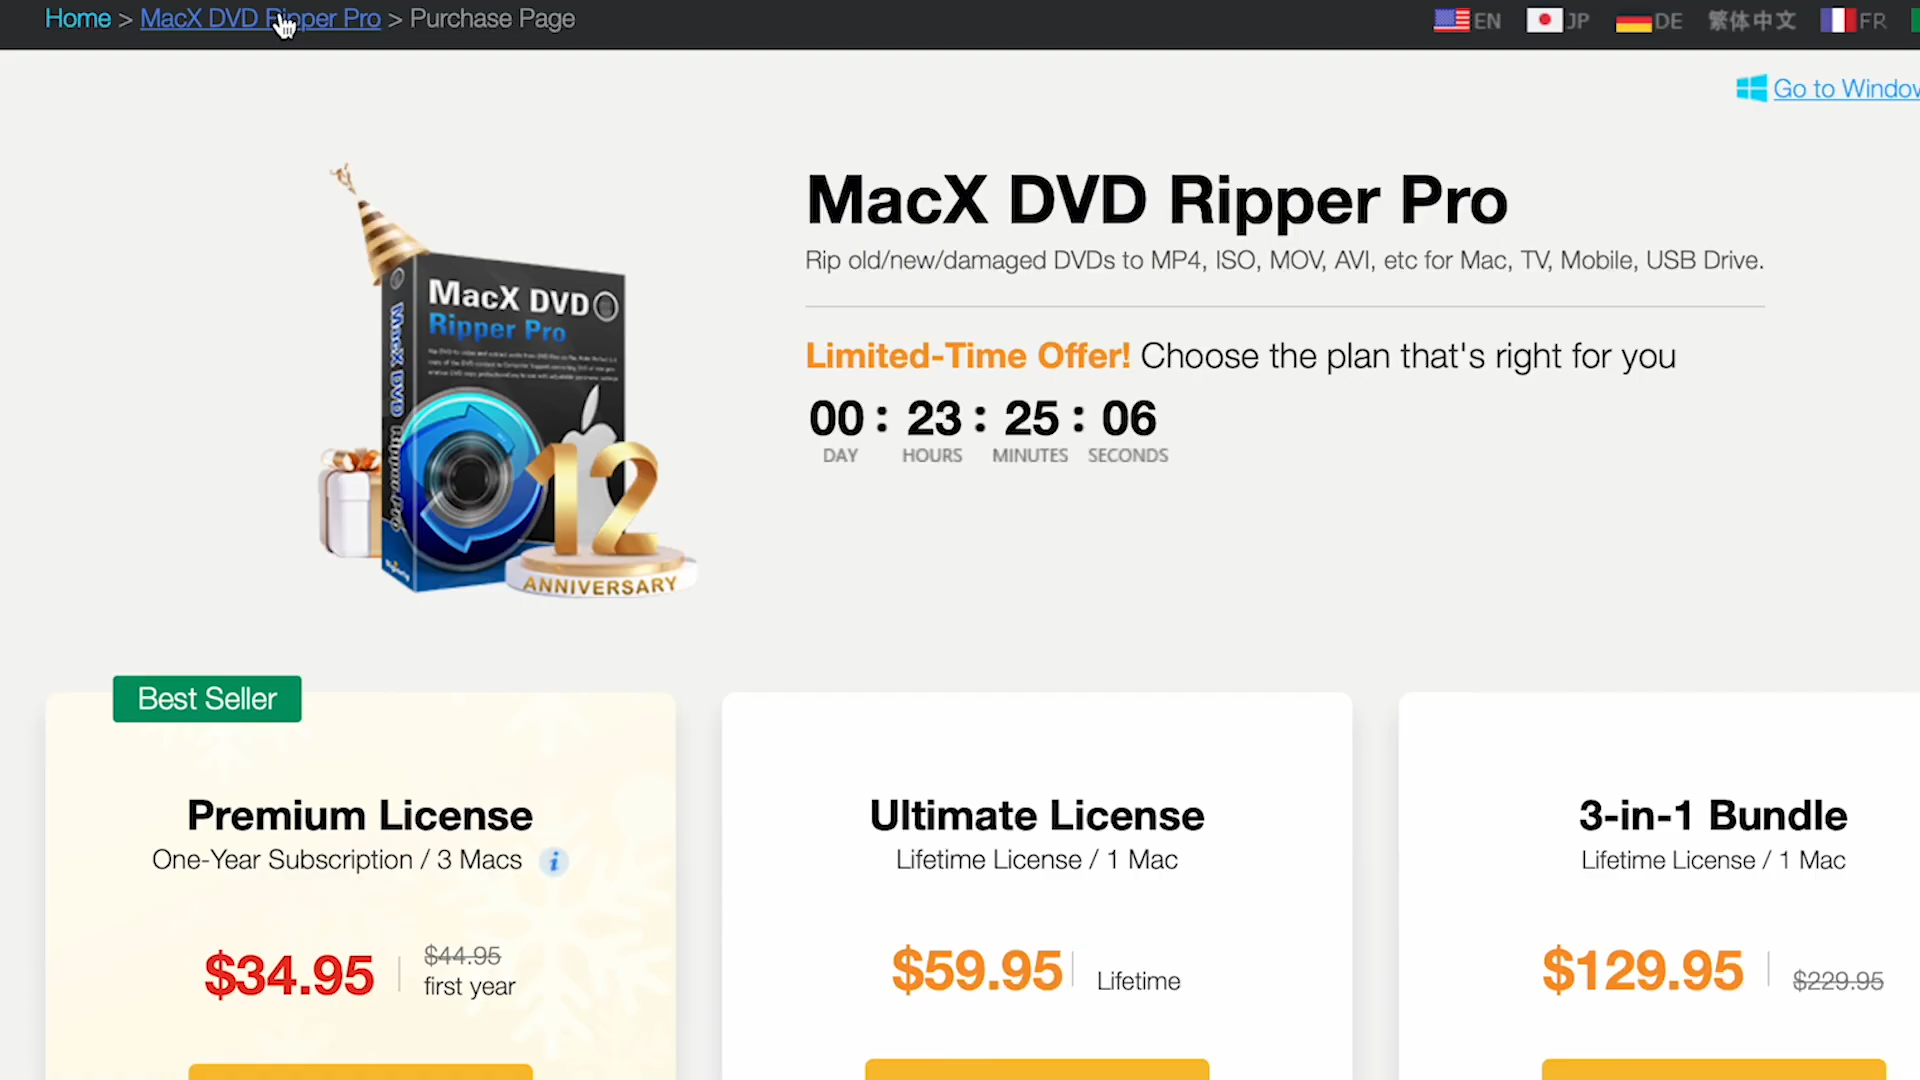 Home > MacX DVD Ripper Pro > Purchase Page
EN
JP
DE
繁体中文
FR
Go to Window
MacX DVD Ripper Pro
Rip old/new/damaged DVDs to MP4, ISO, MOV, AVI, etc for Mac, TV, Mobile, USB Drive.
Limited-Time Offer! Choose the plan that's right for you
00 : 23 : 25 : 06
DAY HOURS MINUTES SECONDS
MacX DVD
Ripper Pro
MacX DVD Ripper Pro
12
ANNIVERSARY
Best Seller
Premium License
One-Year Subscription / 3 Macs
$34.95
$44.95
first year
Ultimate License
Lifetime License / 1 Mac
$59.95
Lifetime
3-in-1 Bundle
Lifetime License / 1 Mac
$129.95
$229.95